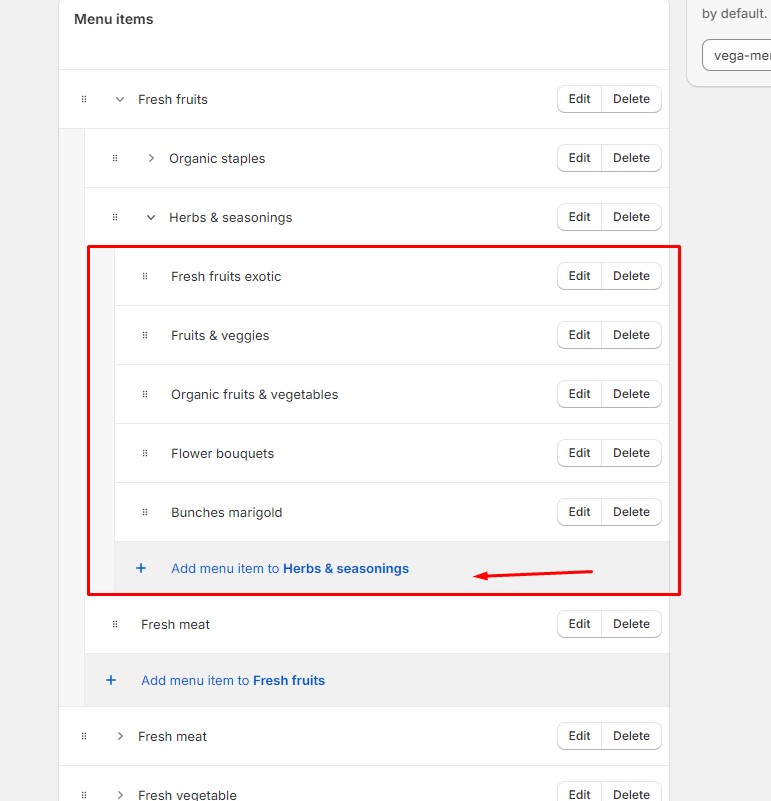 Menu items
by default.
Fresh fruits Edit Delete
Organic staples Edit Delete
Herbs & seasonings Edit Delete
Fresh fruits exotic Edit Delete
Fruits & veggies Edit Delete
Organic fruits & vegetables Edit Delete
Flower bouquets Edit Delete
Bunches marigold Edit Delete
Add menu item to Herbs & seasonings
Fresh meat Edit Delete
Add menu item to Fresh fruits
Fresh meat Edit Delete
Fresh vegetable Edit Delete